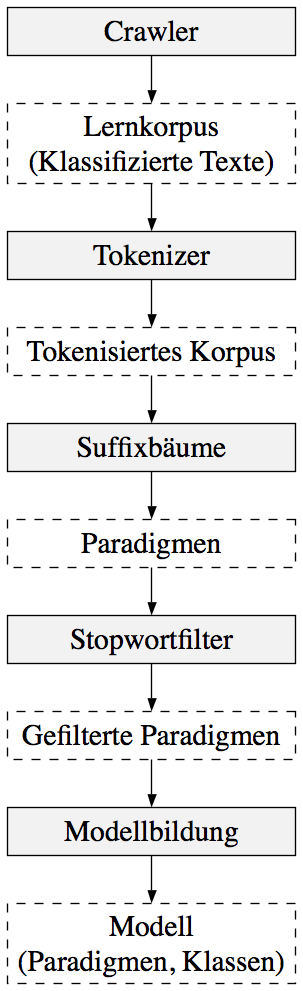 Crawler
Lernkorpus
(Klassifizierte Texte)
Tokenizer
Tokenisiertes Korpus
Suffixbäume
Paradigmen
Stopwortfilter
Gefilterte Paradigmen
Modellbildung
Modell
(Paradigmen, Klassen)